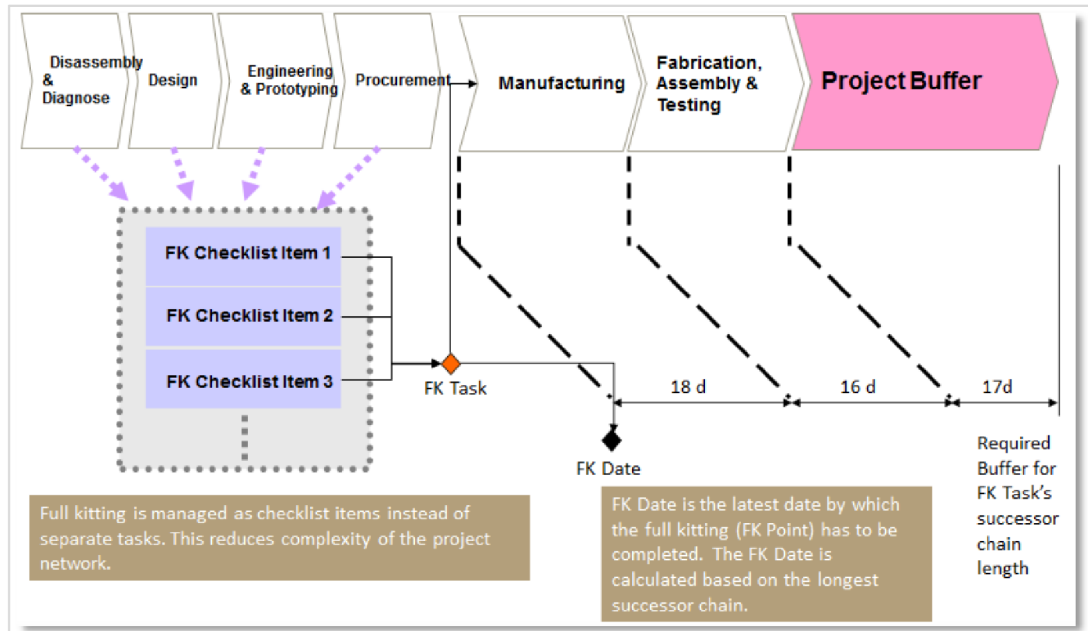 Disassembly
&
Diagnose
Design
Engineering
& Prototyping
Procurement
Manufacturing
Fabrication,
Assembly &
Testing
Project Buffer
FK Checklist Item 1
FK Checklist Item 2
FK Checklist Item 3
FK Task
18 d
16 d
17d
FK Date
Required
Buffer for
FK Task's
successor
chain
length
Full kitting is managed as checklist items instead of
separate tasks. This reduces complexity of the project
network.
FK Date is the latest date by which
the full kitting (FK Point) has to be
completed.  The FK Date is
calculated based on the longest
successor chain.